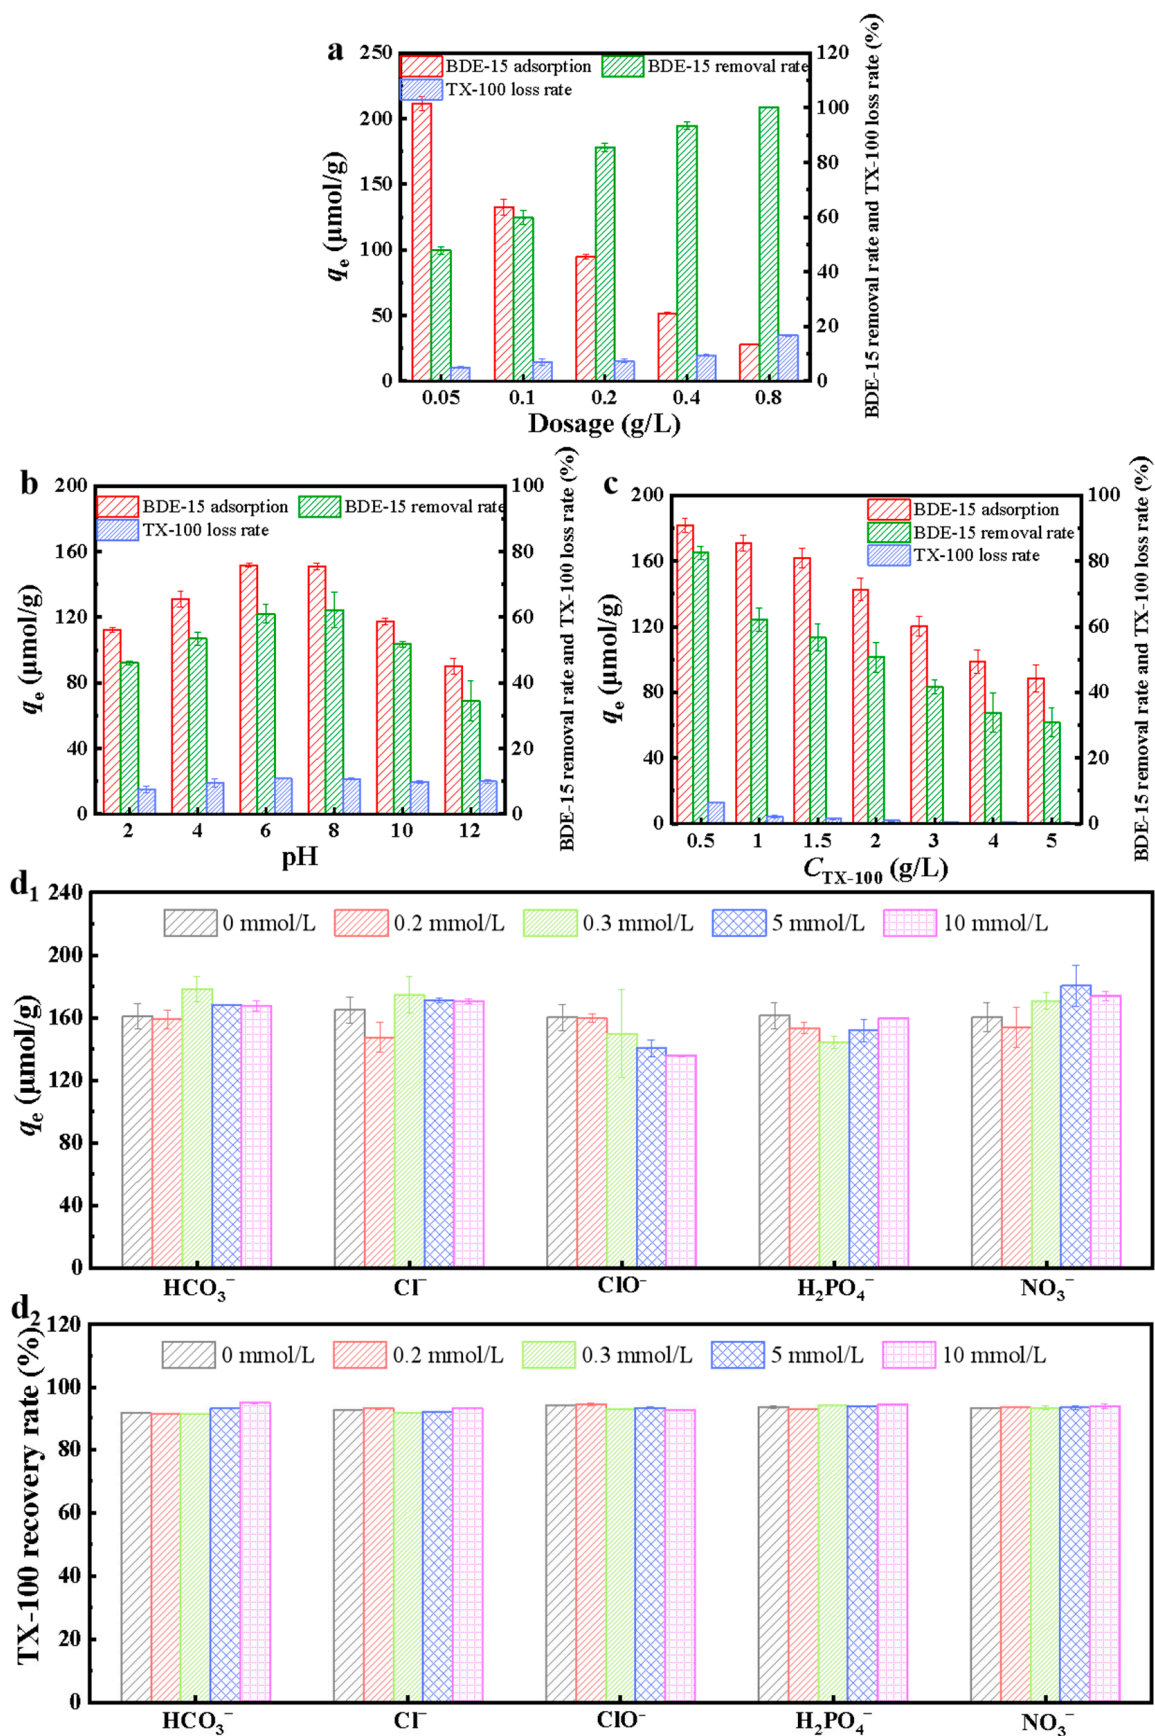 a
BDE-15 adsorption
BDE-15 removal rate
TX-100 loss rate
250
200
150
100
50
0
qe (μmol/g)
120
100
80
60
40
20
0
BDE-15 removal rate and TX-100 loss rate (%)
0.05 0.1 0.2 0.4 0.8
Dosage (g/L)
b
BDE-15 adsorption
BDE-15 removal rate
TX-100 loss rate
200
160
120
80
40
0
qe (μmol/g)
100
80
60
40
20
0
BDE-15 removal rate and TX-100 loss rate (%)
2 4 6 8 10 12
pH
c
BDE-15 adsorption
BDE-15 removal rate
TX-100 loss rate
200
160
120
80
40
0
qe (μmol/g)
100
80
60
40
20
0
BDE-15 removal rate and TX-100 loss rate (%)
0.5 1 1.5 2 3 4 5
CTX-100 (g/L)
d1
0 mmol/L 0.2 mmol/L 0.3 mmol/L 5 mmol/L 10 mmol/L
240
200
160
120
80
40
0
qe (μmol/g)
HCO3− Cl− ClO− H2PO4− NO3−
d2
0 mmol/L 0.2 mmol/L 0.3 mmol/L 5 mmol/L 10 mmol/L
120
100
80
60
40
20
0
TX-100 recovery rate (%)
HCO3− Cl− ClO− H2PO4− NO3−